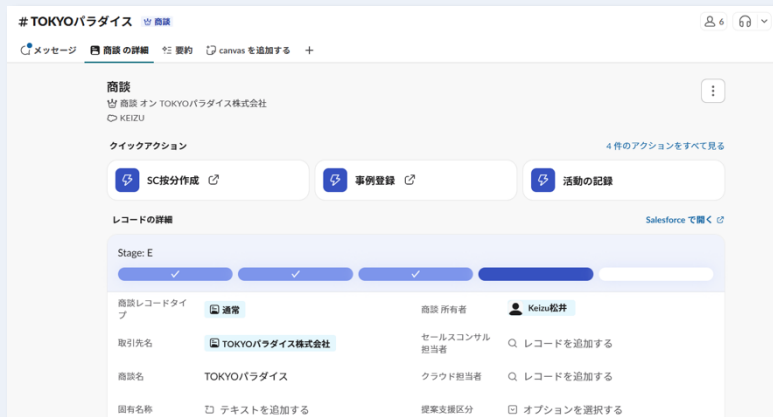 # TOKYOパラダイス 商談
6
メッセージ 商談 の詳細 要約 canvas を追加する +
商談
商談 オン TOKYOパラダイス株式会社
KEIZU
クイックアクション 4 件のアクションをすべて見る
SC按分作成 事例登録 活動の記録
レコードの詳細 Salesforce で開く
Stage: E
商談レコードタイ
プ 通常 商談 所有者 Keizu松井
取引先名 TOKYOパラダイス株式会社 セールスコンサル
担当者 レコードを追加する
商談名 TOKYOパラダイス クラウド担当者 レコードを追加する
固有名称 テキストを追加する 提案支援区分 オプションを選択する